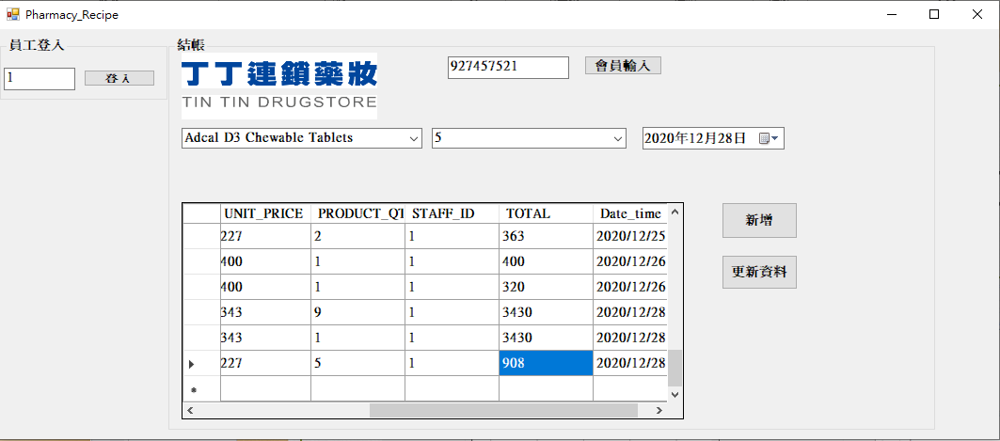 Pharmacy_Recipe
員工登入
1
登入
結帳
丁丁連鎖藥妝
TIN TIN DRUGSTORE
927457521
會員輸入
Adcal D3 Chewable Tablets
5
2020年12月28日
UNIT_PRICE PRODUCT_QT STAFF_ID TOTAL Date_time
227 2 1 363 2020/12/25
400 1 1 400 2020/12/26
400 1 1 320 2020/12/26
343 9 1 3430 2020/12/28
343 1 1 3430 2020/12/28
227 5 1 908 2020/12/28
新增
更新資料